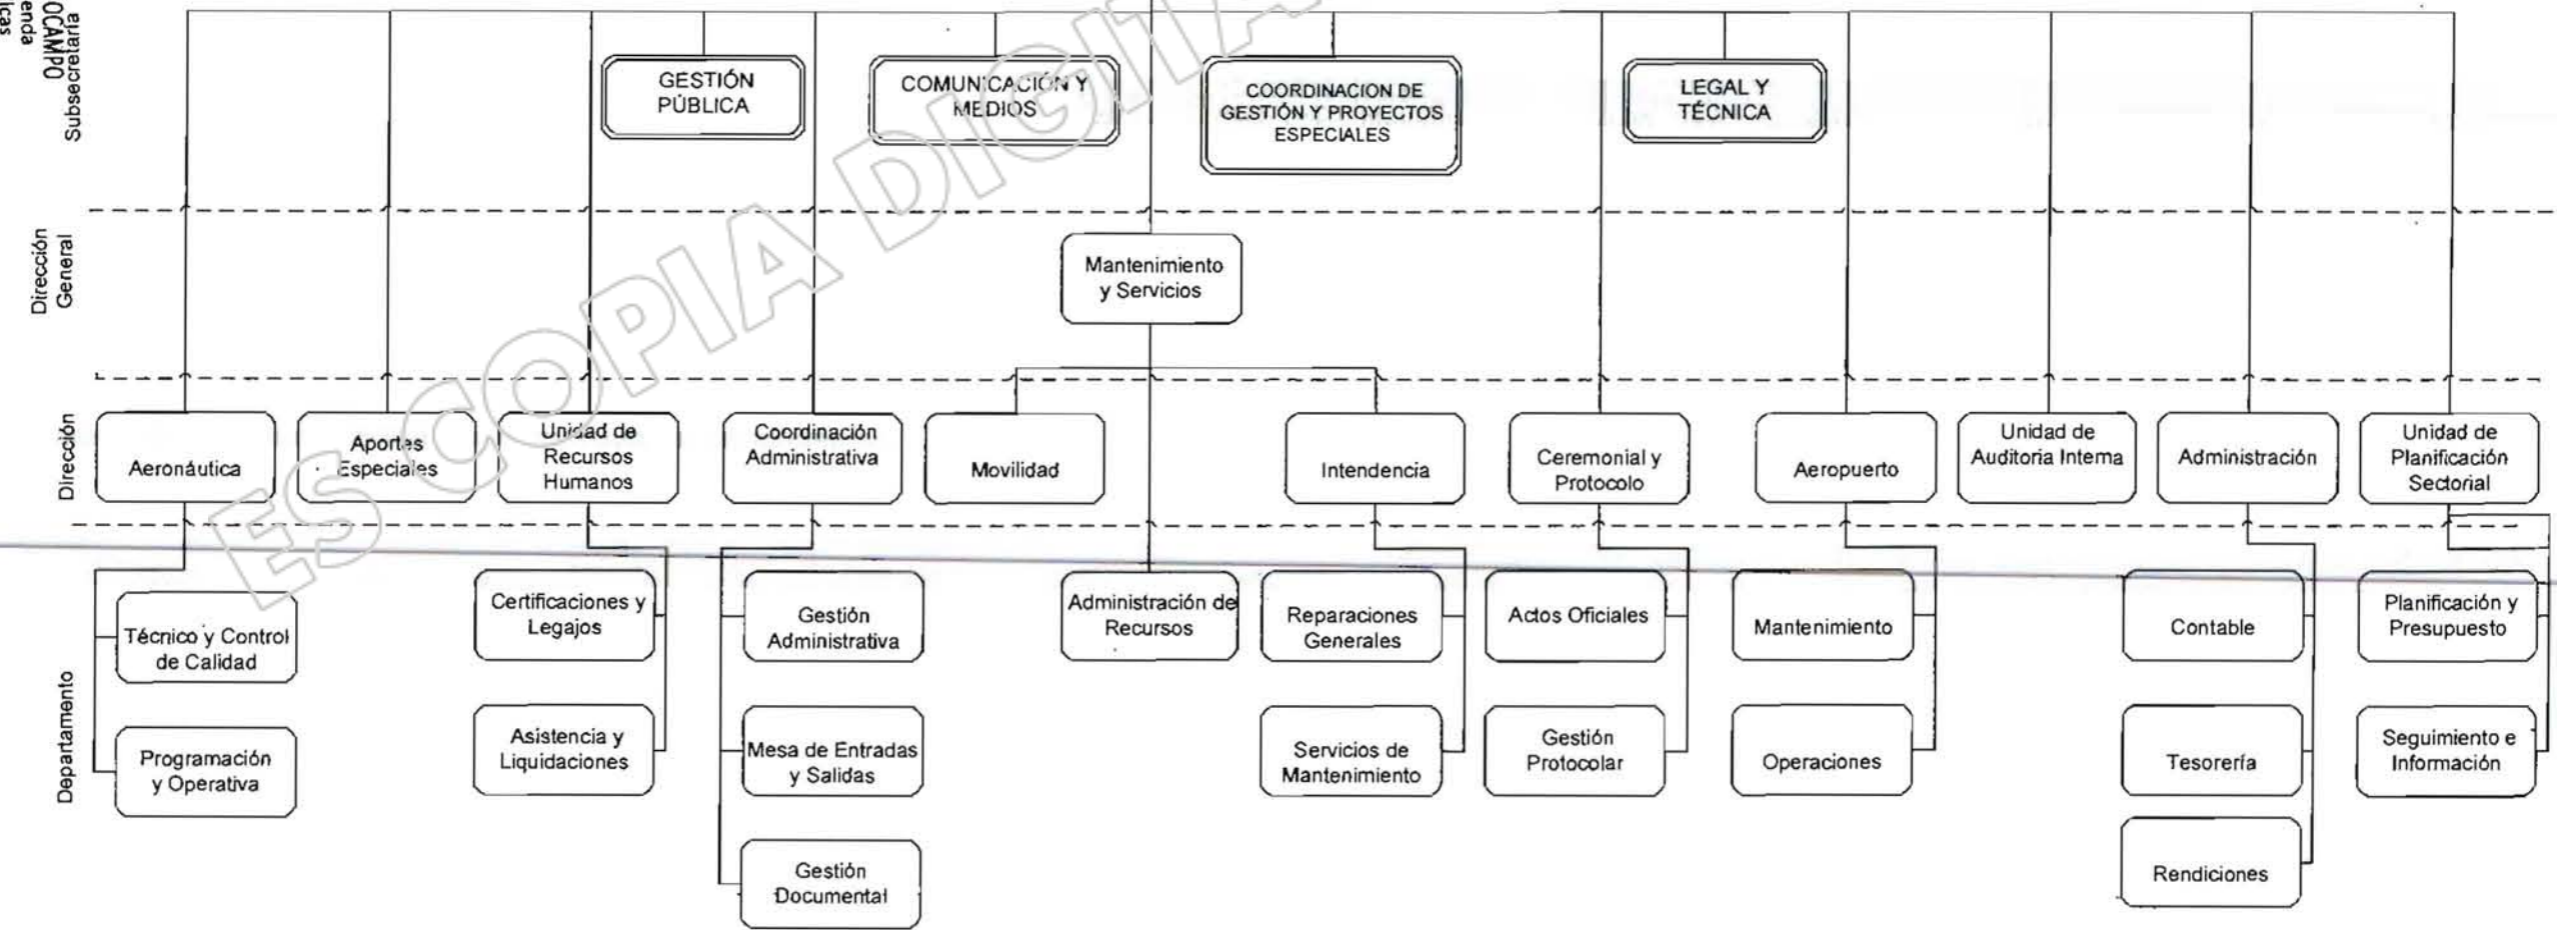 OCAMPO
Subsecretaría
GESTIÓN
PÚBLICA
COMUNICACIÓN Y
MEDIOS
COORDINACION DE
GESTIÓN Y PROYECTOS
ESPECIALES
LEGAL Y
TÉCNICA
ES COPIA DIGITA
Dirección
General
Mantenimiento
y Servicios
Dirección
Aeronáutica
Aportes
Especiales
Unidad de
Recursos
Humanos
Coordinación
Administrativa
Movilidad
Intendencia
Ceremonial y
Protocolo
Aeropuerto
Unidad de
Auditoria Interna
Administración
Unidad de
Planificación
Sectorial
Departamento
Técnico y Control
de Calidad
Programación
y Operativa
Certificaciones y
Legajos
Asistencia y
Liquidaciones
Gestión
Administrativa
Mesa de Entradas
y Salidas
Gestión
Documental
Administración de
Recursos
Reparaciones
Generales
Servicios de
Mantenimiento
Actos Oficiales
Gestión
Protocolar
Mantenimiento
Operaciones
Contable
Tesorería
Rendiciones
Planificación y
Presupuesto
Seguimiento e
Información